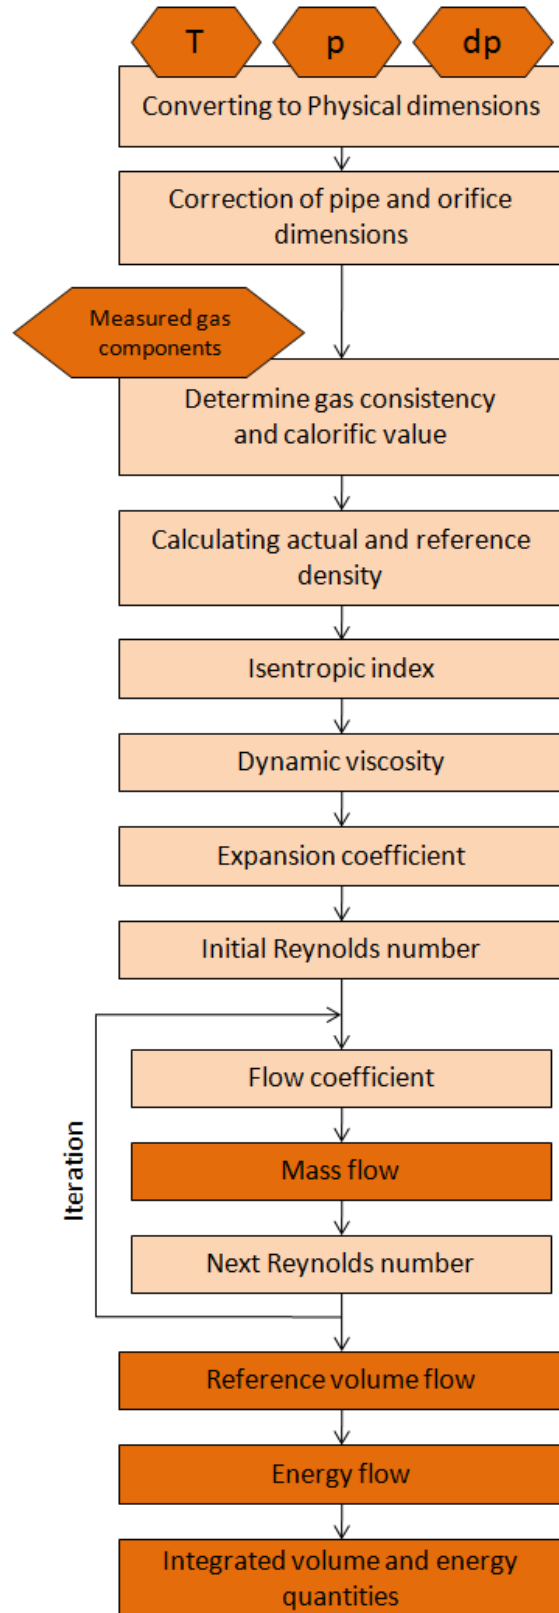 T
p
dp
Converting to Physical dimensions
Correction of pipe and orifice
dimensions
Measured gas
components
Determine gas consistency
and calorific value
Calculating actual and reference
density
Isentropic index
Dynamic viscosity
Expansion coefficient
Initial Reynolds number
Flow coefficient
Mass flow
Next Reynolds number
Iteration
Reference volume flow
Energy flow
Integrated volume and energy
quantities